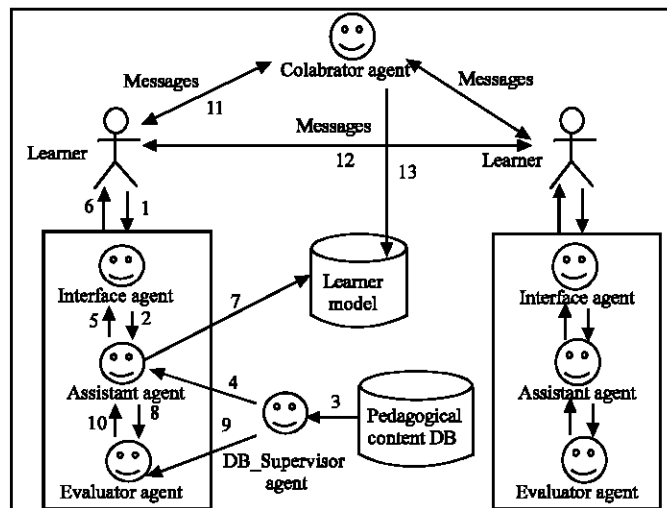 Colabrator agent
Messages
Messages
11
Messages
Learner
Learner
12
13
6
1
Interface agent
Learner
model
Interface agent
7
5
2
Assistant agent
4
3
Pedagogical
content DB
Assistant agent
10
8
9
DB_Supervisor
agent
Evaluator agent
Evaluator agent